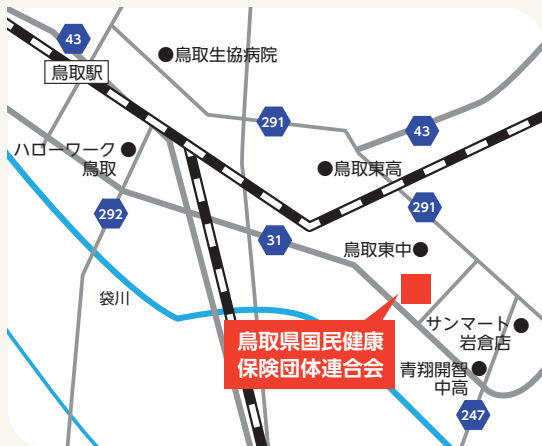 43
鳥取駅
鳥取生協病院
291
43
ハローワーク
鳥取
鳥取東高
292
291
31
鳥取東中
袋川
鳥取県国民健康
保険団体連合会
サンマート
岩倉店
青翔開智
中高
247